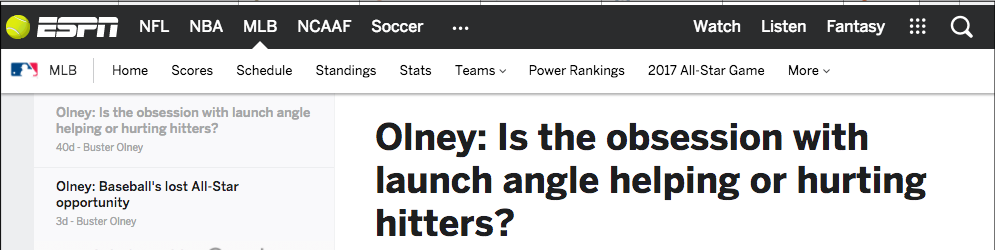 ESPN NFL NBA MLB NCAAF Soccer ... Watch Listen Fantasy
MLB Home Scores Schedule Standings Stats Teams Power Rankings 2017 All-Star Game More
Olney: Is the obsession with launch angle
helping or hurting hitters?
40d - Buster Olney
Olney: Baseball's lost All-Star
opportunity
3d - Buster Olney
Olney: Is the obsession with
launch angle helping or hurting
hitters?